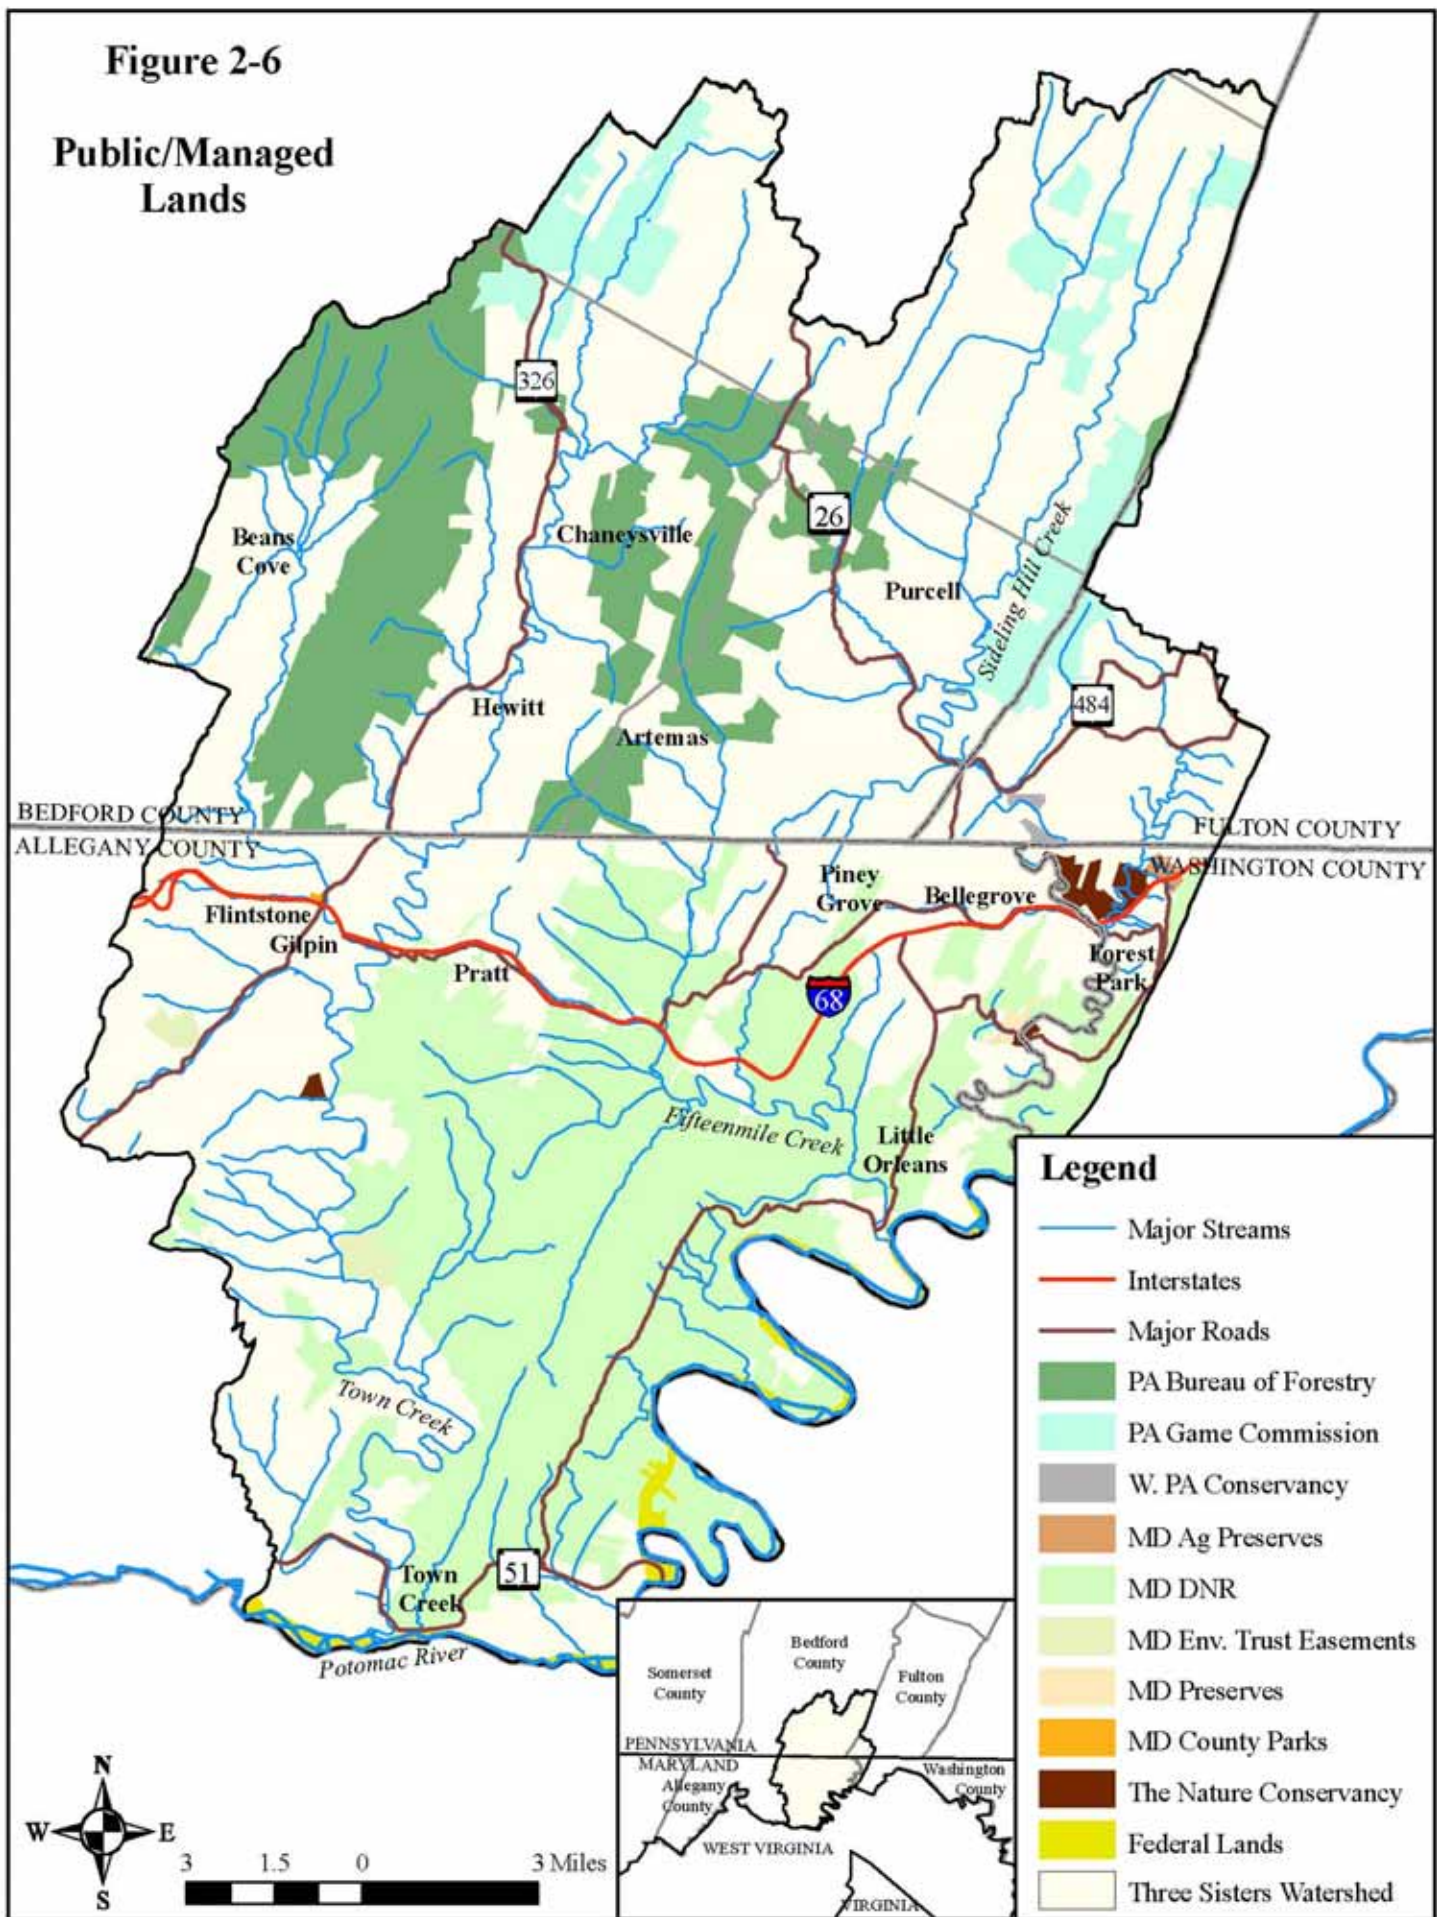 Figure 2-6
Public/Managed
Lands
326
26
Beans
Cove
Chaneysville
Purcell
Sideling Hill Creek
484
Hewitt
Artemas
BEDFORD COUNTY
ALLEGANY COUNTY
FULTON COUNTY
WASHINGTON COUNTY
Piney
Grove
Bellegrove
Flintstone
Gilpin
Pratt
Forest
Park
68
Fifteenmile Creek
Little
Orleans
Town Creek
51
Town
Creek
Potomac River
Legend
Major Streams
Interstates
Major Roads
PA Bureau of Forestry
PA Game Commission
W. PA Conservancy
MD Ag Preserves
MD DNR
MD Env. Trust Easements
MD Preserves
MD County Parks
The Nature Conservancy
Federal Lands
Three Sisters Watershed
Bedford
County
Somerset
County
Fulton
County
PENNSYLVANIA
MARYLAND
Allegany
County
Washington
County
WEST VIRGINIA
VIRGINIA
N
W
E
S
3 1.5 0 3 Miles